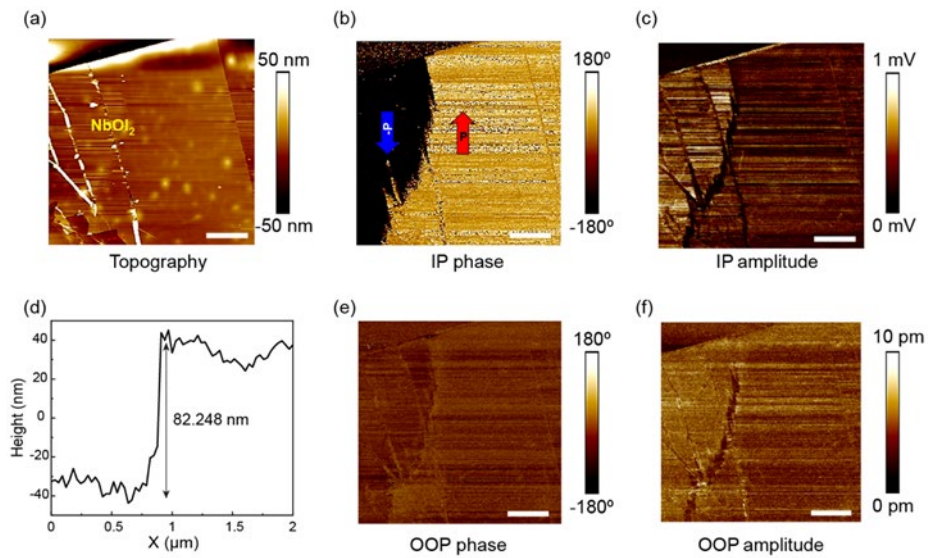 (a)
50 nm
NbOI2
-50 nm
Topography
(b)
180º
-P
P
-180º
IP phase
(c)
1 mV
0 mV
IP amplitude
(d)
Height (nm)
40
20
0
-20
-40
82.248 nm
0
0.5
1
1.5
2
X (µm)
(e)
180º
-180º
OOP phase
(f)
10 pm
0 pm
OOP amplitude